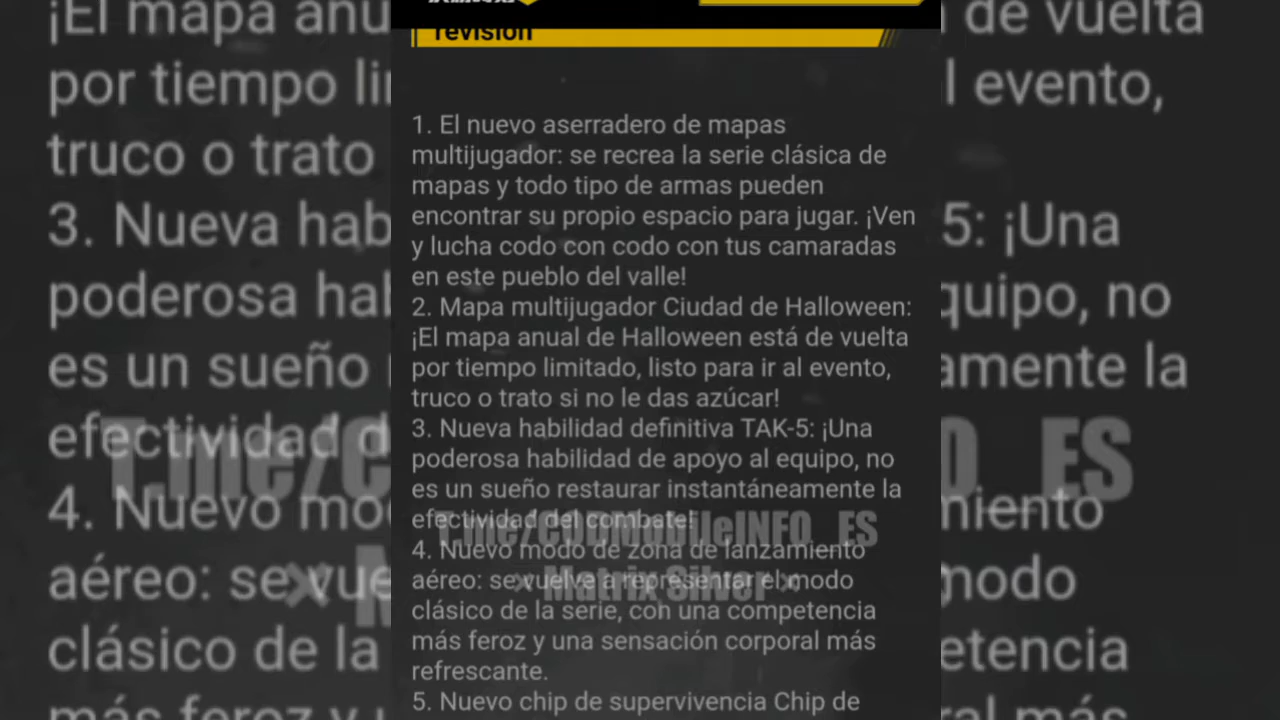 revisión
1. El nuevo aserradero de mapas
multijugador: se recrea la serie clásica de
mapas y todo tipo de armas pueden
encontrar su propio espacio para jugar. ¡Ven
y lucha codo con codo con tus camaradas
en este pueblo del valle!
2. Mapa multijugador Ciudad de Halloween:
¡El mapa anual de Halloween está de vuelta
por tiempo limitado, listo para ir al evento,
truco o trato si no le das azúcar!
3. Nueva habilidad definitiva TAK-5: ¡Una
poderosa habilidad de apoyo al equipo, no
es un sueño restaurar instantáneamente la
efectividad del combate!
T.me/CODMobileINFO_ES
4. Nuevo modo de zona de lanzamiento
aéreo: se vuelve a representar el modo
× Matrix Silver ×
clásico de la serie, con una competencia
más feroz y una sensación corporal más
refrescante.
5. Nuevo chip de supervivencia Chip de